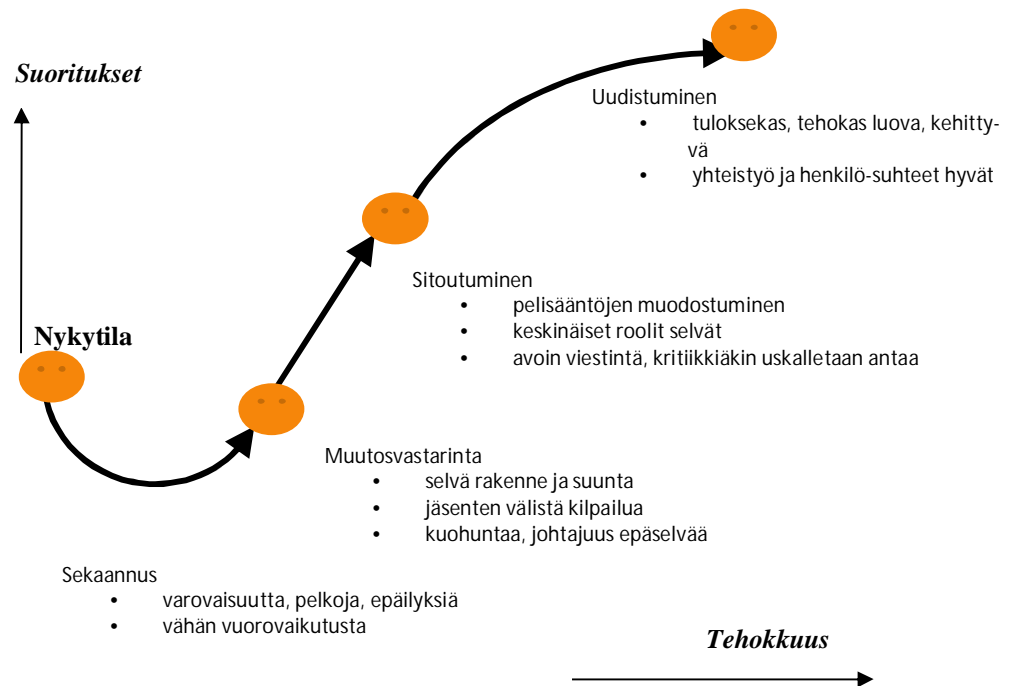 Suoritukset
Uudistuminen
• tuloksekas, tehokas luova, kehitty-
vä
• yhteistyö ja henkilö-suhteet hyvät
Sitoutuminen
• pelisääntöjen muodostuminen
• keskinäiset roolit selvät
• avoin viestintä, kritiikkiäkin uskalletaan antaa
Nykytila
Muutosvastarinta
• selvä rakenne ja suunta
• jäsenten välistä kilpailua
• kuohuntaa, johtajuus epäselvää
Sekaannus
• varovaisuutta, pelkoja, epäilyksiä
• vähän vuorovaikutusta
Tehokkuus